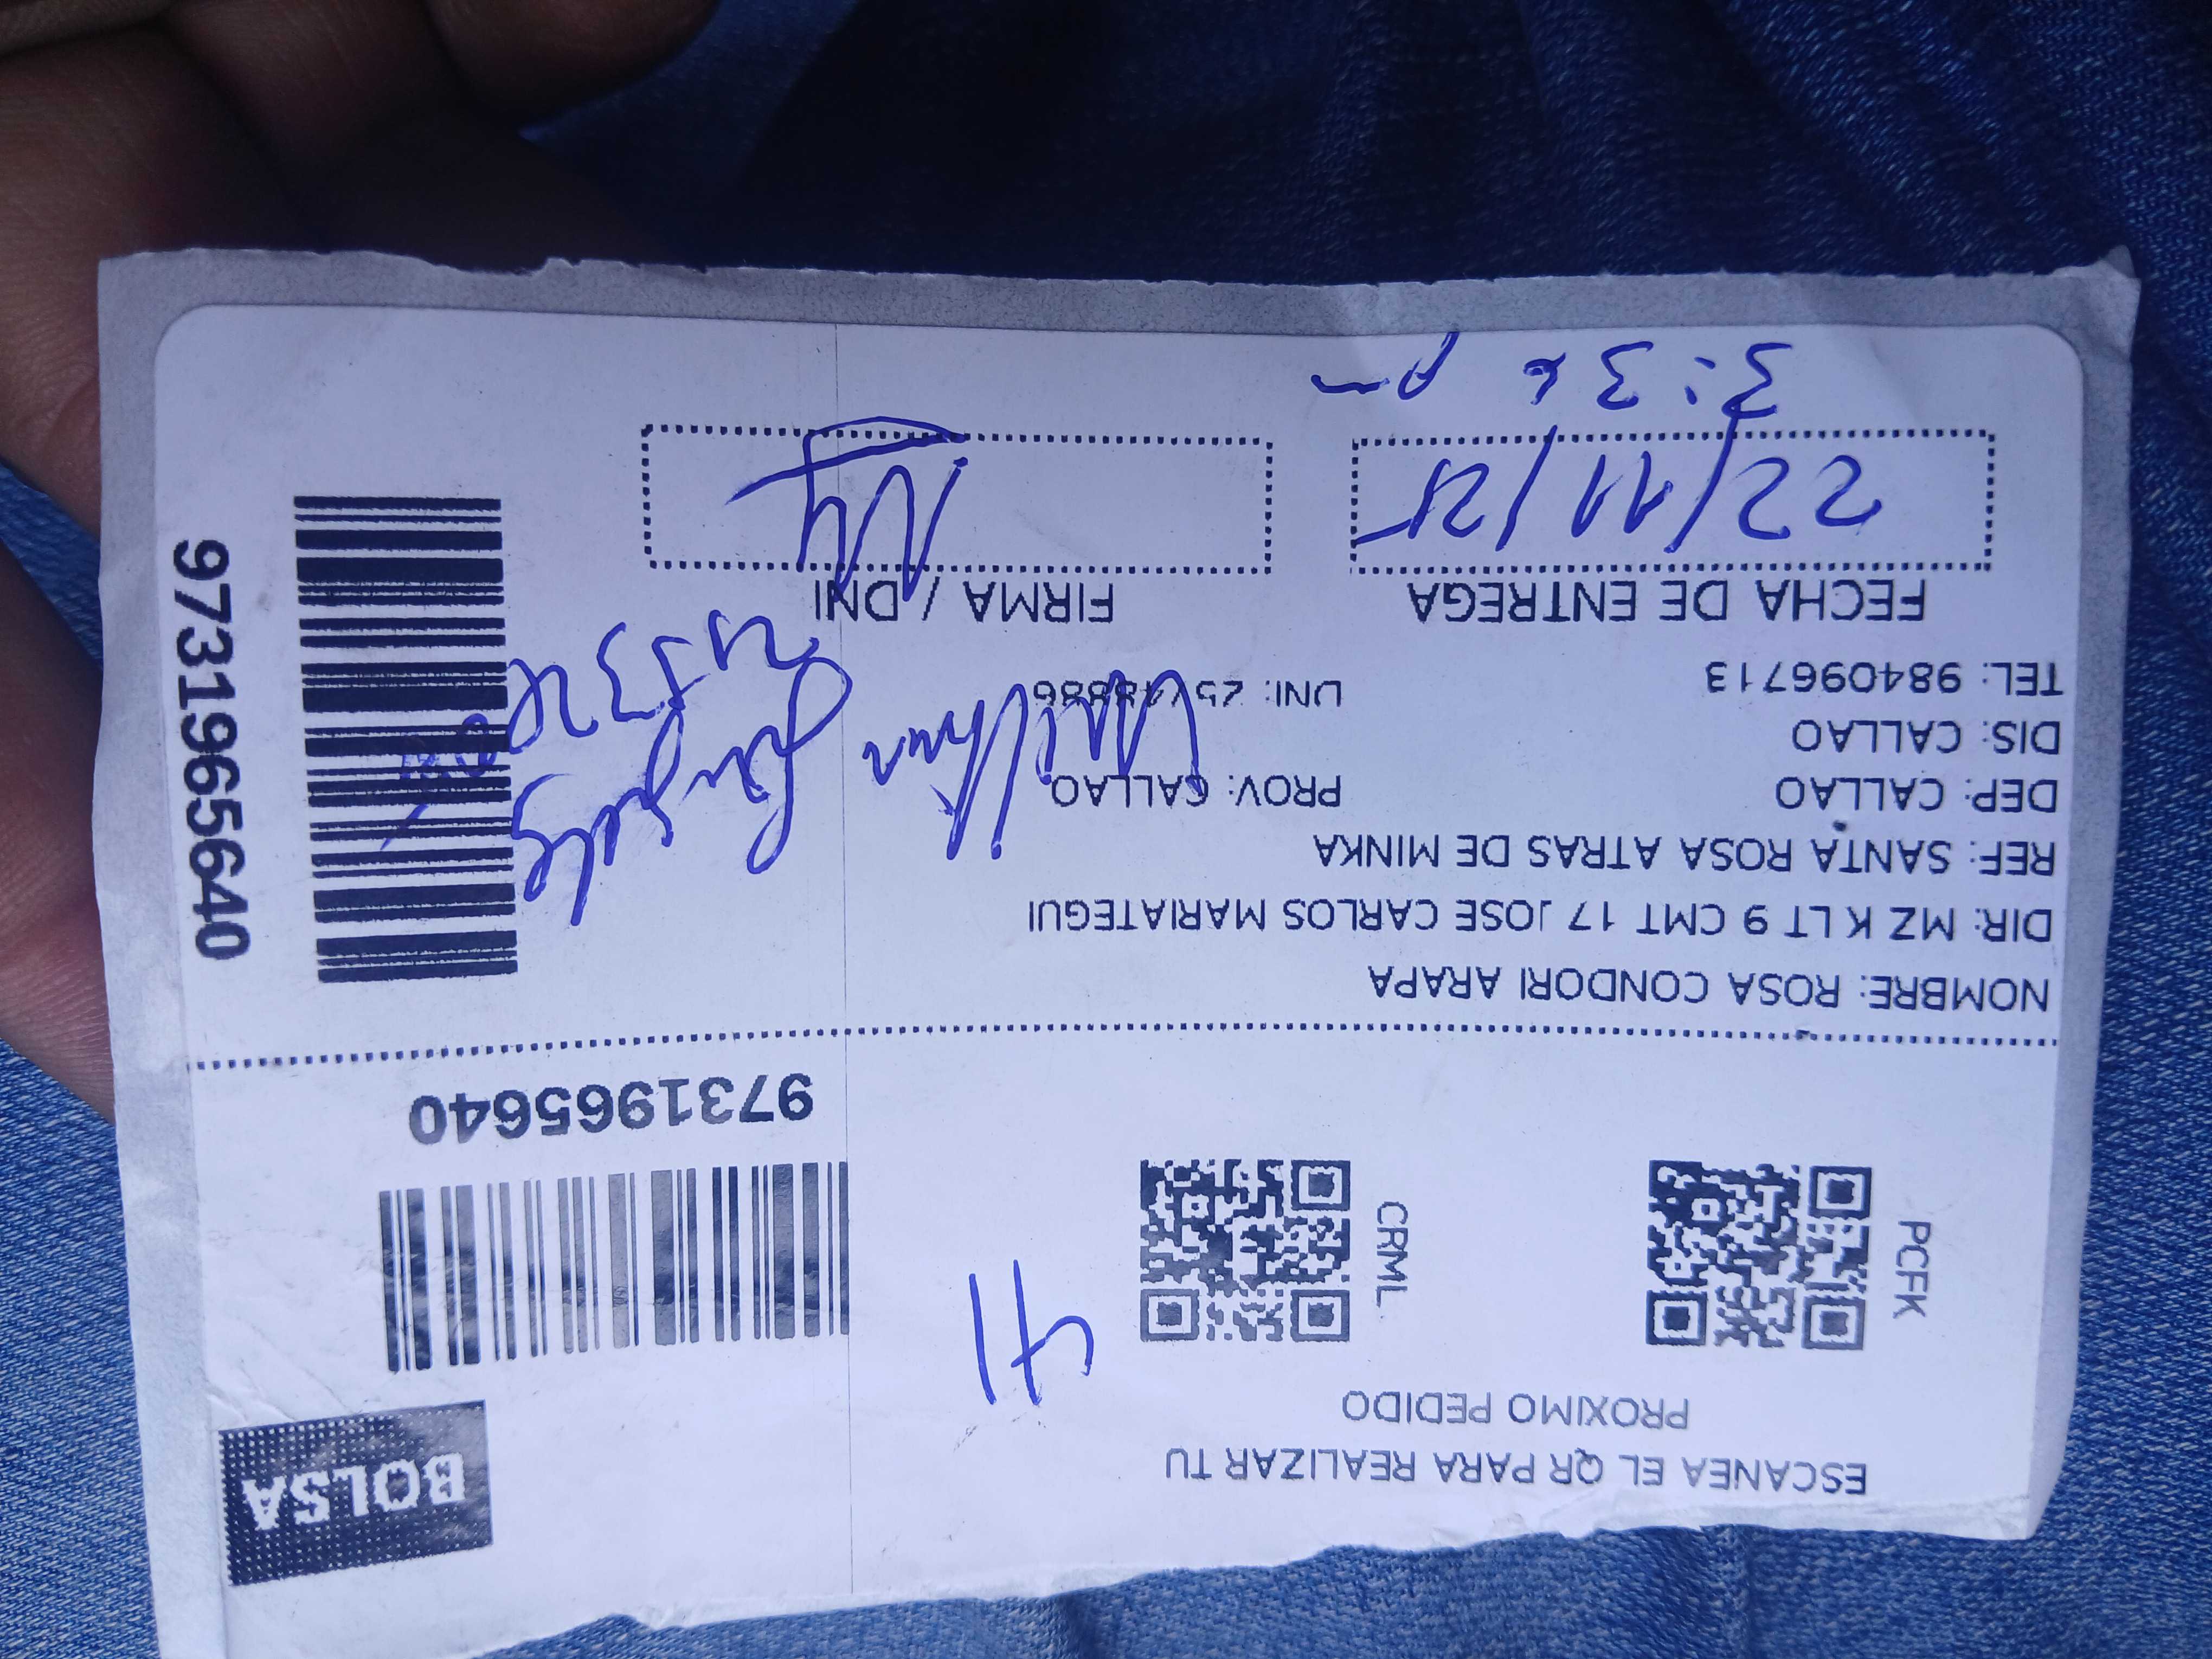 ESCANEA EL QR PARA REALIZAR TU
PROXIMO PEDIDO
BOLSA
PCFK
CRML
41
9731965640
NOMBRE: ROSA CONDORI ARAPA
DIR: MZ K LT 9 CMT 17 JOSE CARLOS MARIATEGUI
REF: SANTA ROSA ATRAS DE MINKA
DEP: CALLAO PROV: CALLAO
DIS: CALLAO
TEL: 984096713
9731965640
FECHA DE ENTREGA FIRMA / DNI
22/11/21